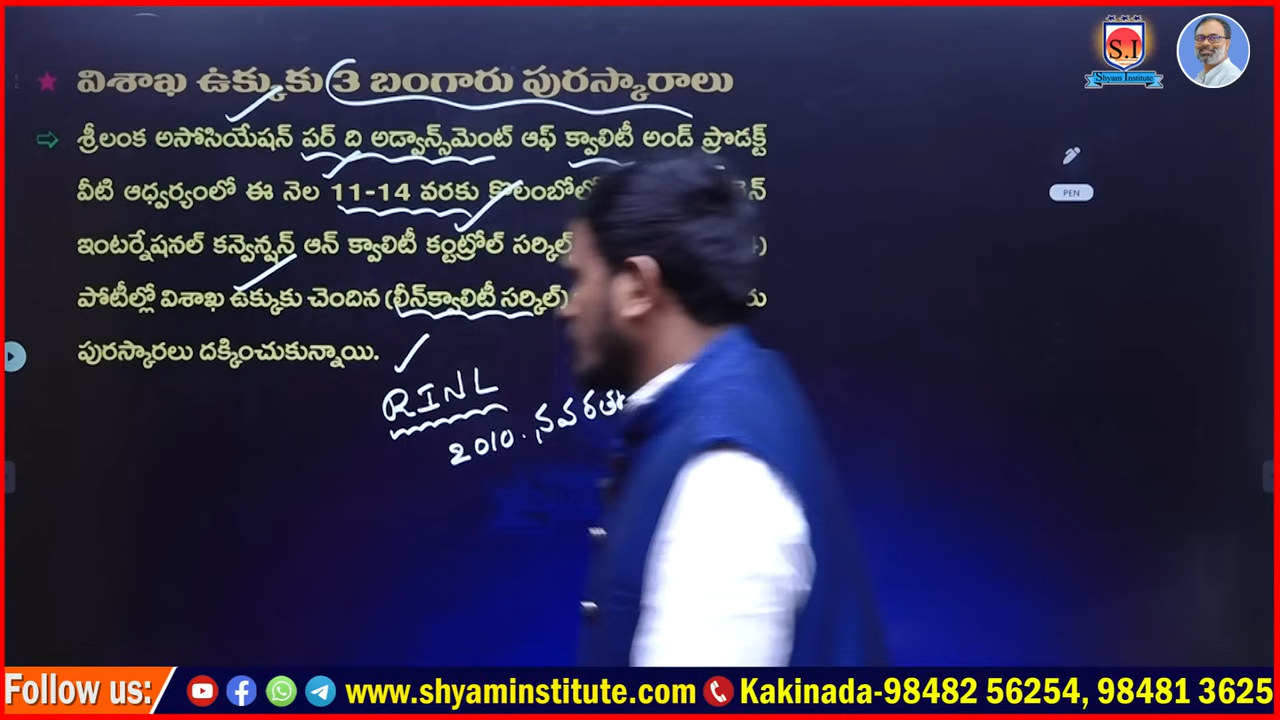 S.I
Shyam Institute
విశాఖ ఉక్కుకు 3 బంగారు పురస్కారాలు
శ్రీలంక అసోసియేషన్ పర్ ది అడ్వాన్స్‌మెంట్ ఆఫ్ క్వాలిటీ అండ్ ప్రొడక్ట్
వీటి ఆధ్వర్యంలో ఈ నెల 11-14 వరకు కొలంబోలో
PEN
ఇంటర్నేషనల్ కన్వెన్షన్ ఆన్ క్వాలిటీ కంట్రోల్ సర్కిల్
పోటీల్లో విశాఖ ఉక్కుకు చెందిన (లీన్‌క్వాలిటీ సర్కిల్)
పురస్కారలు దక్కించుకున్నాయి.
RINL
2010.
Follow us: www.shyaminstitute.com Kakinada-98482 56254, 98481 3625